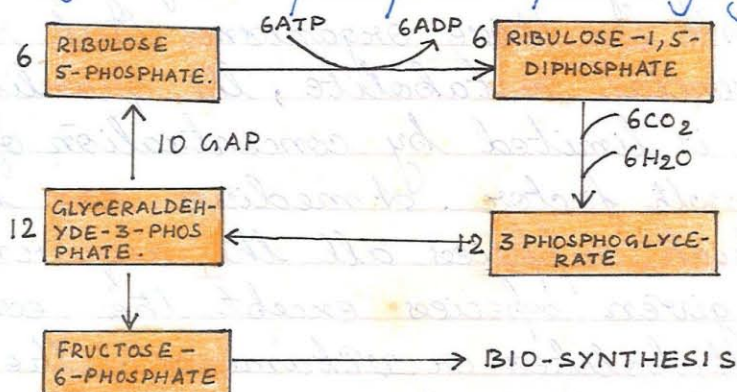 6ATP 6ADP
6 RIBULOSE
5-PHOSPHATE.
6 RIBULOSE-1,5-
DIPHOSPHATE
6CO2
6H2O
10 GAP
12 GLYCERALDEH-
YDE-3-PHOS
PHATE.
12 3 PHOSPHOGLYCE-
RATE
FRUCTOSE-
6-PHOSPHATE
BIO-SYNTHESIS